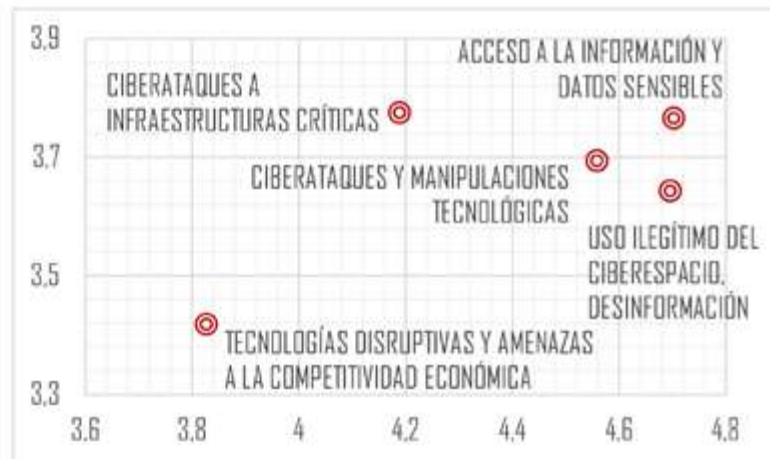 3,9
ACCESO A LA INFORMACIÓN Y
DATOS SENSIBLES
CIBERATAQUES A
INFRAESTRUCTURAS CRÍTICAS
3,7
CIBERATAQUES Y MANIPULACIONES
TECNOLÓGICAS
USO ILEGÍTIMO DEL
CIBERESPACIO,
DESINFORMACIÓN
3,5
TECNOLOGÍAS DISRUPTIVAS Y AMENAZAS
A LA COMPETITIVIDAD ECONÓMICA
3,3
3.6 3.8 4 4.2 4.4 4.6 4.8